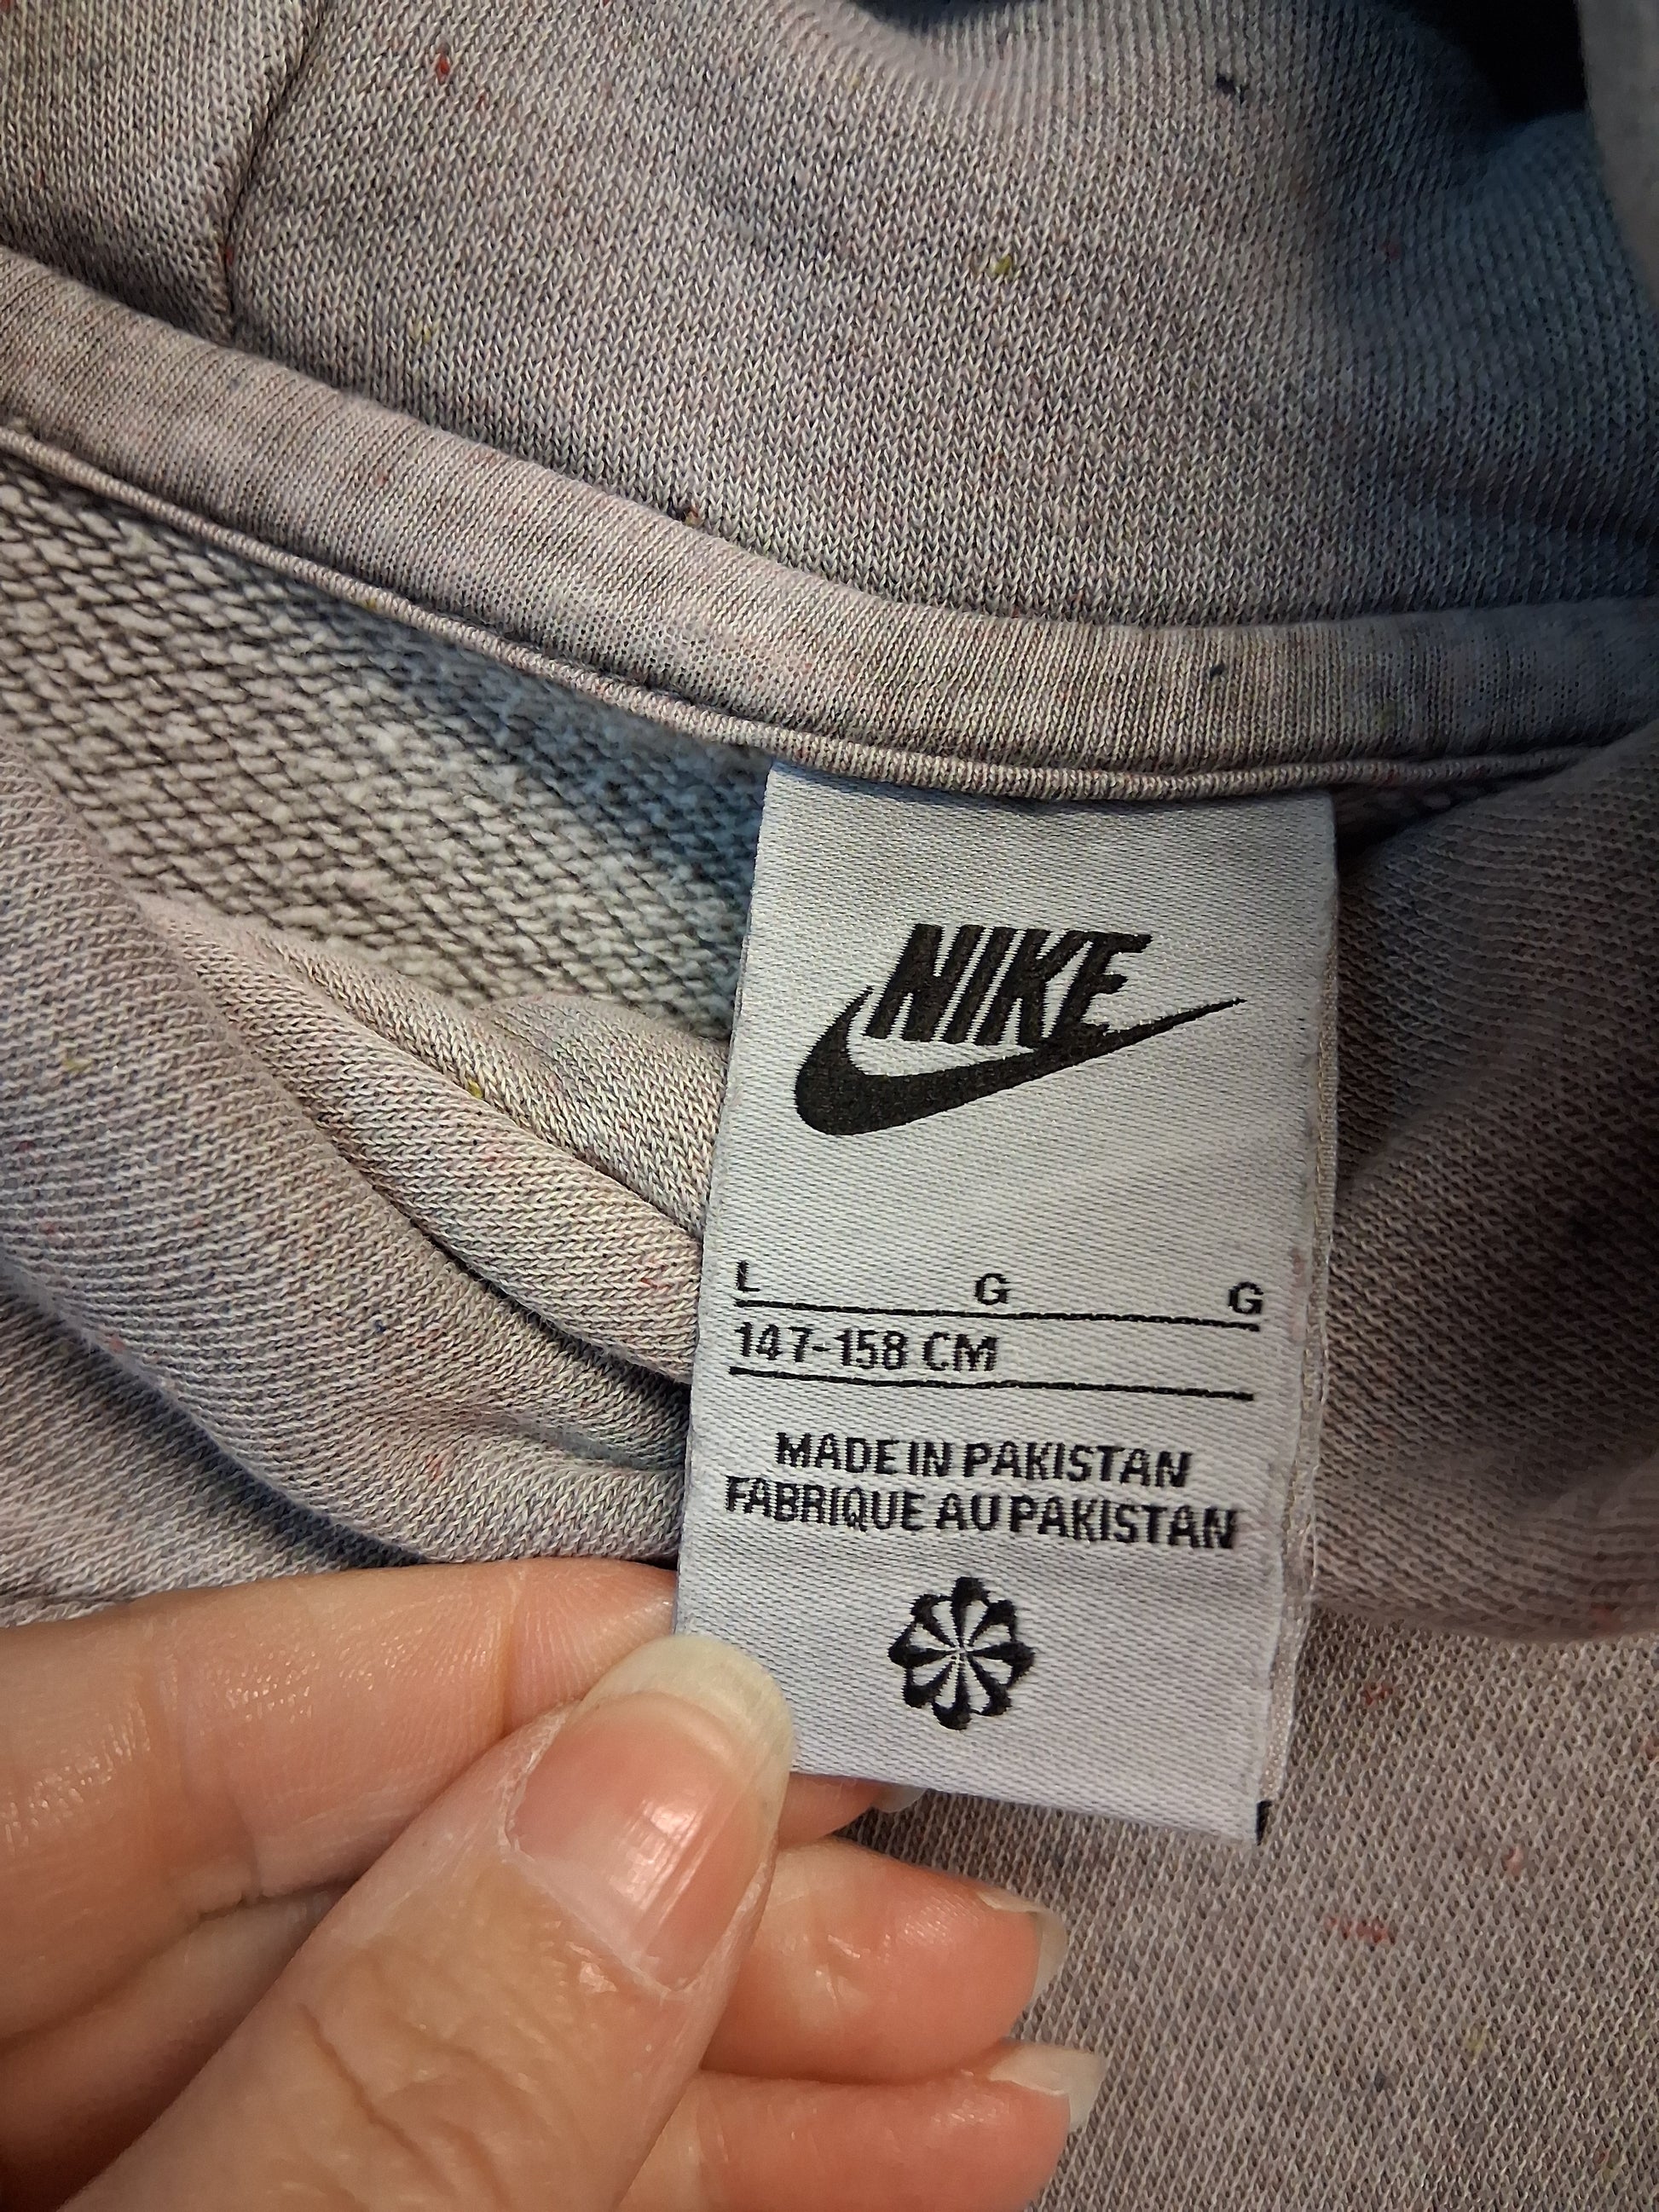 NIKE
L G G
147-158 CM
MADE IN PAKISTAN
FABRIQUE AU PAKISTAN